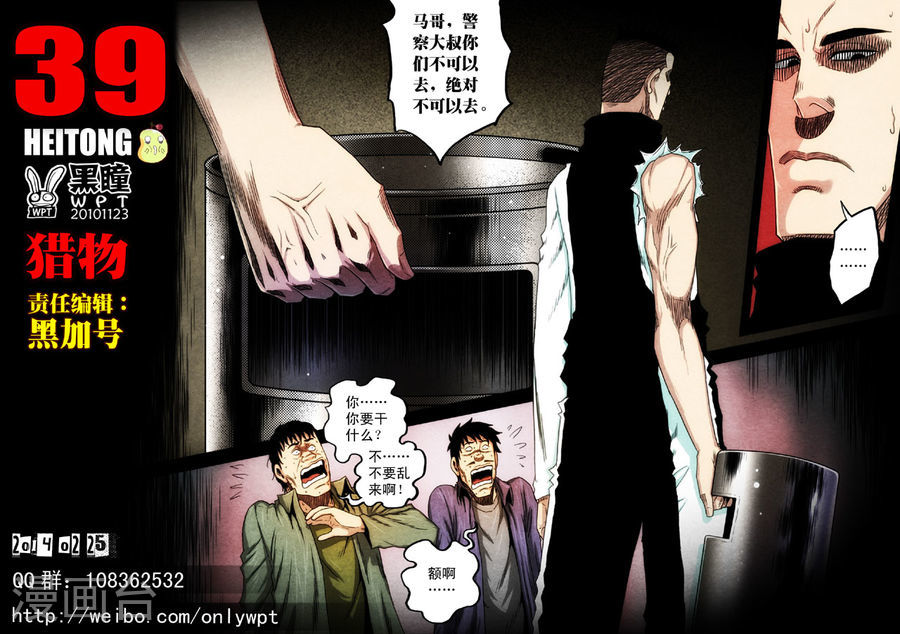 39
HEITONG
黑瞳
WPT
WPT
20101123
猎物
责任编辑：
黑加号
马哥，警
察大叔你
们不可以
去，绝对
不可以去。
……
……
你……
你要干
什么？
不……
不要乱
来啊！
额啊
……
2014 02 25
QQ 群：108362532
漫画台
http://weibo.com/onlywpt